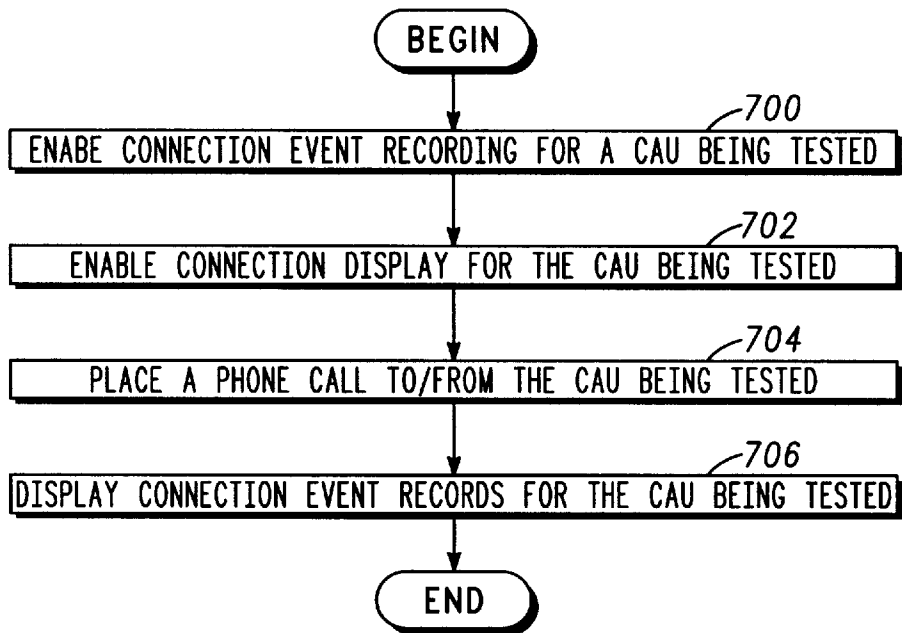 BEGIN
700
ENABE CONNECTION EVENT RECORDING FOR A CAU BEING TESTED
702
ENABLE CONNECTION DISPLAY FOR THE CAU BEING TESTED
704
PLACE A PHONE CALL TO/FROM THE CAU BEING TESTED
706
DISPLAY CONNECTION EVENT RECORDS FOR THE CAU BEING TESTED
END